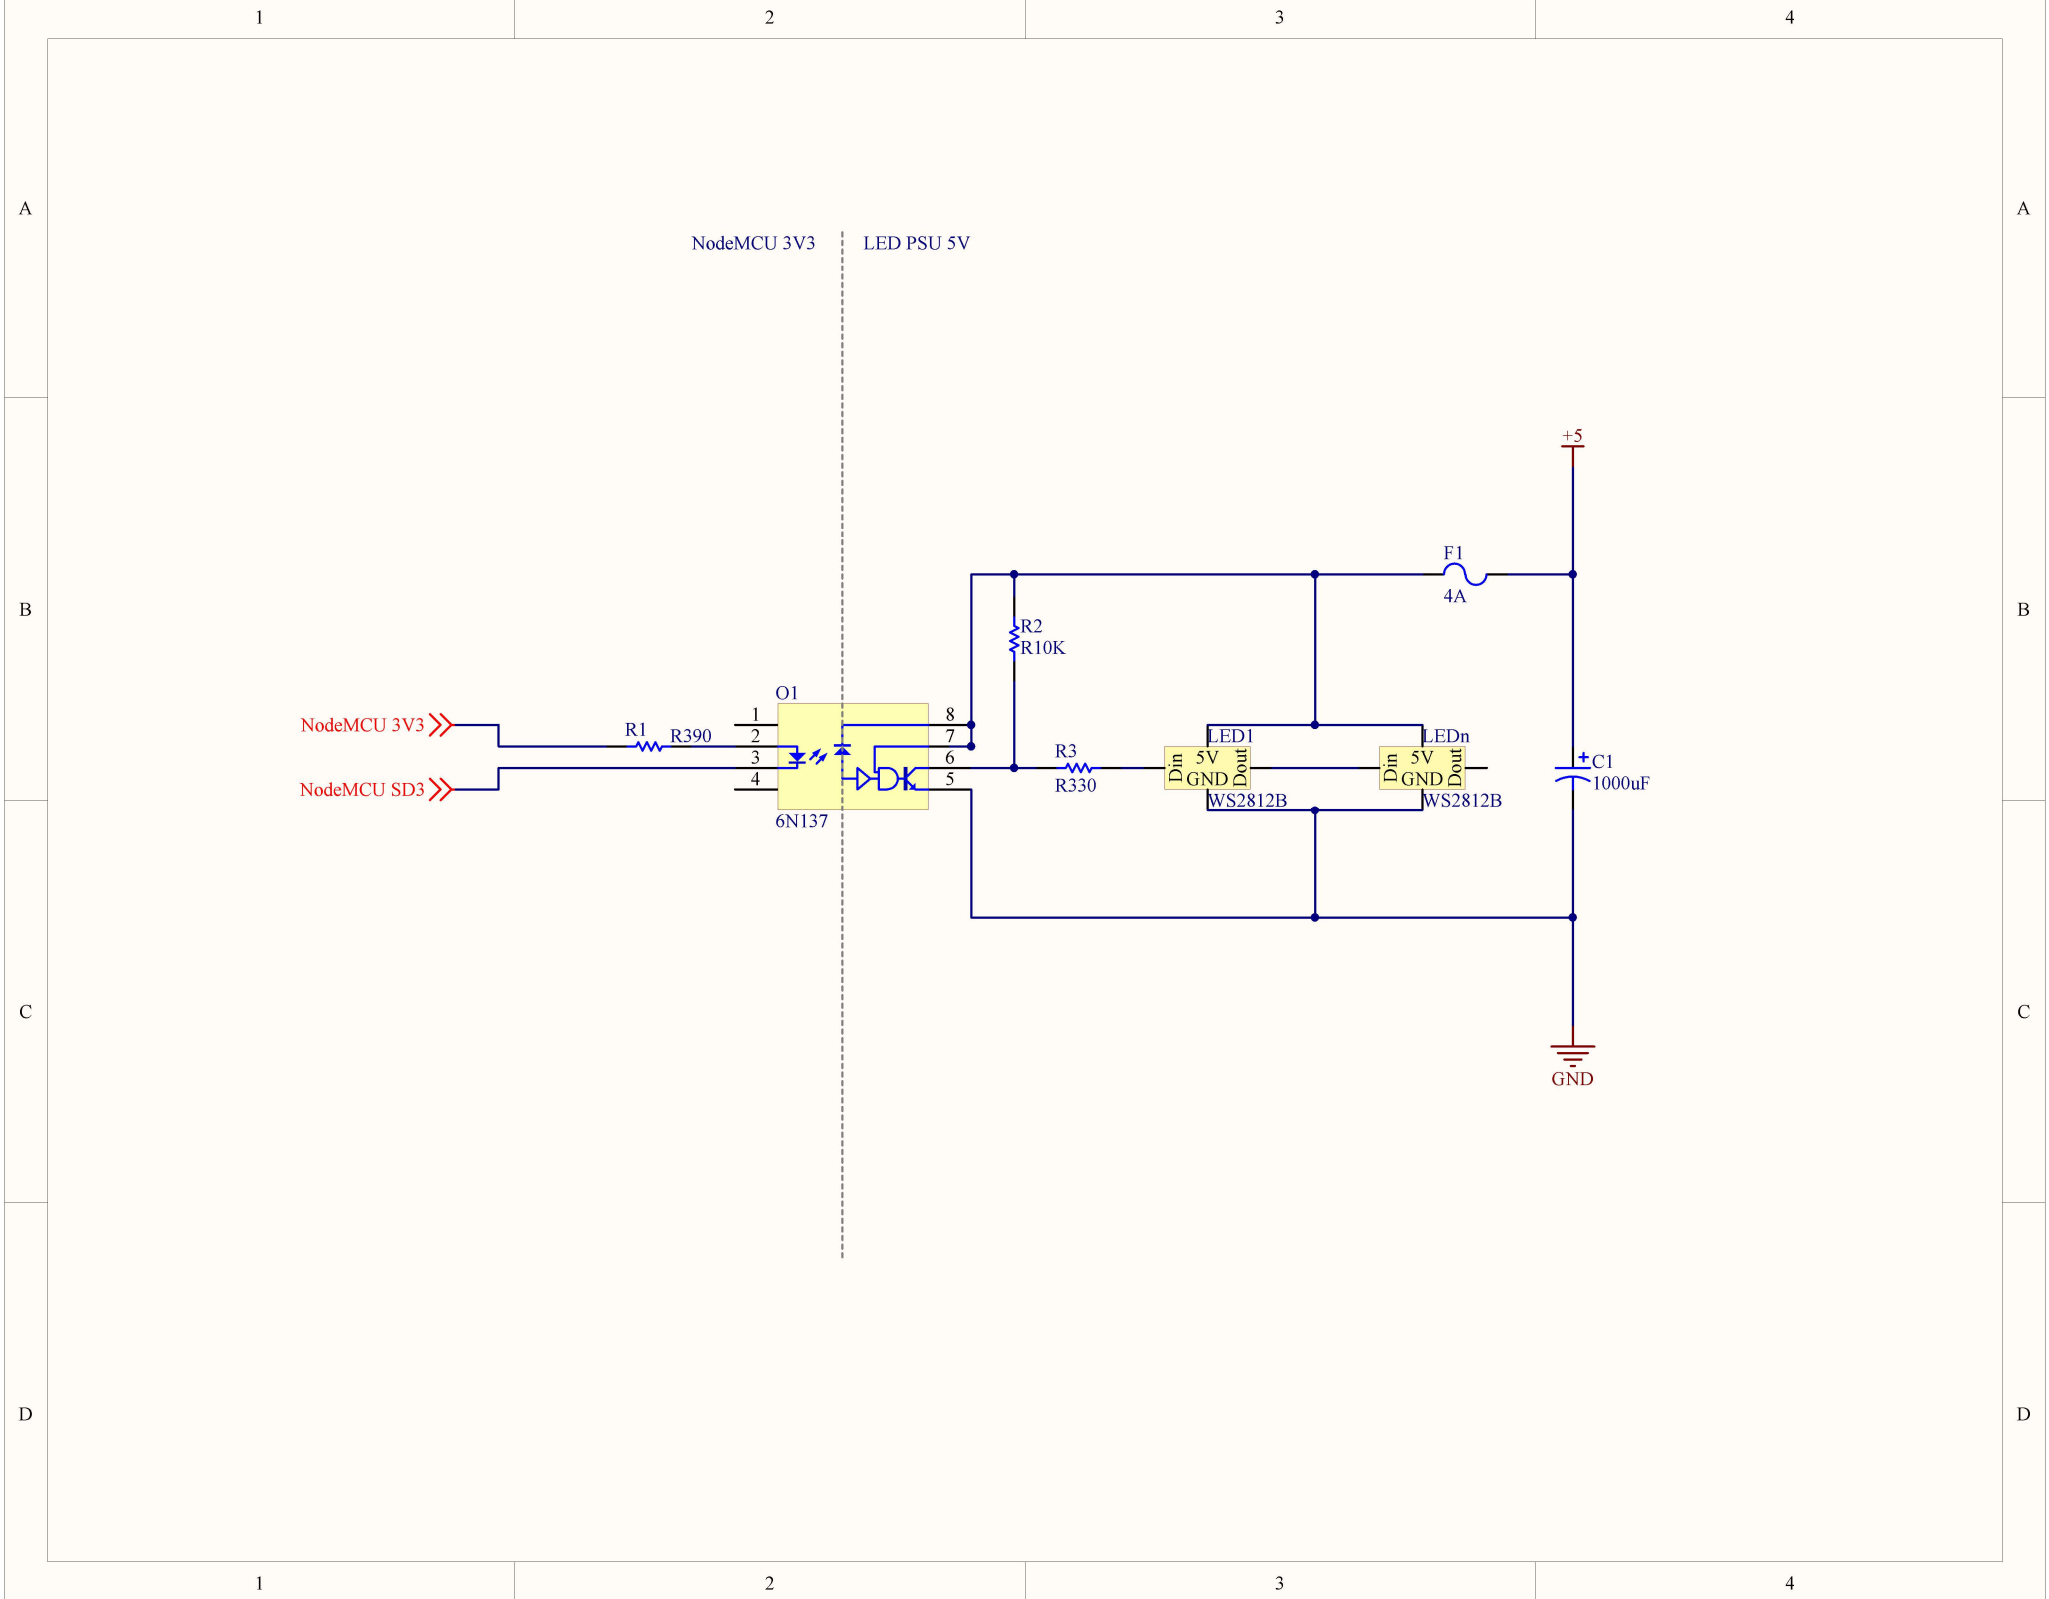 1 2 3 4
A A
NodeMCU 3V3 LED PSU 5V
+5
F1
4A
B B
R2
R10K
O1
NodeMCU 3V3
R1 R390
1 8
2 7
3 6
4 5
NodeMCU SD3
6N137
R3
R330
LED1 LEDn
Din 5V GND Dout
Din 5V GND Dout
WS2812B WS2812B
+
C1
1000uF
C C
GND
D D
1 2 3 4